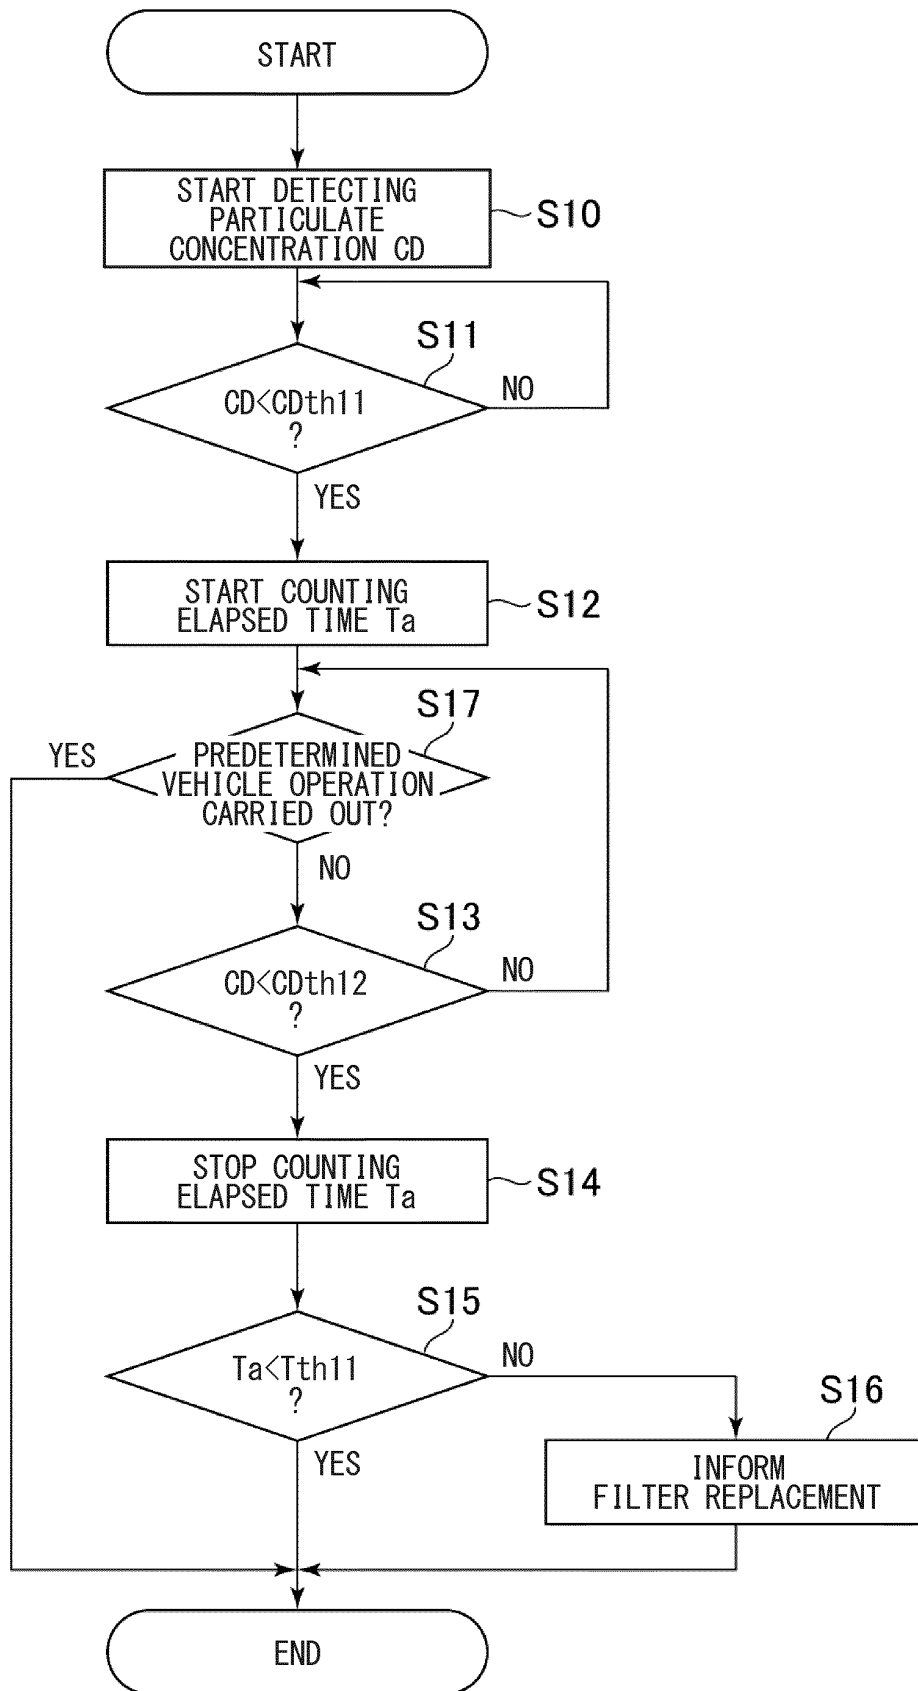 START
START DETECTING
PARTICULATE
CONCENTRATION CD
S10
S11
CD<CDth11
?
NO
YES
START COUNTING
ELAPSED TIME Ta
S12
S17
YES
PREDETERMINED
VEHICLE OPERATION
CARRIED OUT?
NO
S13
CD<CDth12
?
NO
YES
STOP COUNTING
ELAPSED TIME Ta
S14
S15
Ta<Tth11
?
NO
YES
S16
INFORM
FILTER REPLACEMENT
END